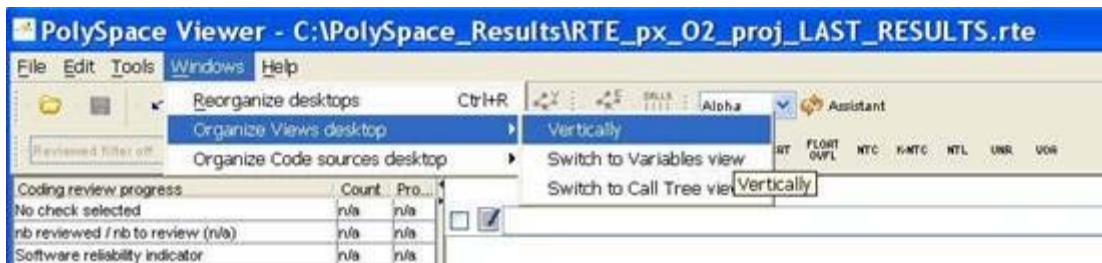 PolySpace Viewer - C:\PolySpace_Results\RTE_px_O2_proj_LAST_RESULTS.rte
File Edit Tools Windows Help
Reorganize desktops Ctrl+R Alpha Assistant
Organize Views desktop Vertically
Reviewed filter off Organize Code sources desktop Switch to Variables view RT FLOAT OVFL NTC K-NTC NTL UNR VOA
Coding review progress Count Pro... Switch to Call Tree vie Vertically
No check selected n/a n/a
nb reviewed / nb to review (n/a) n/a n/a
Software reliability indicator n/a n/a